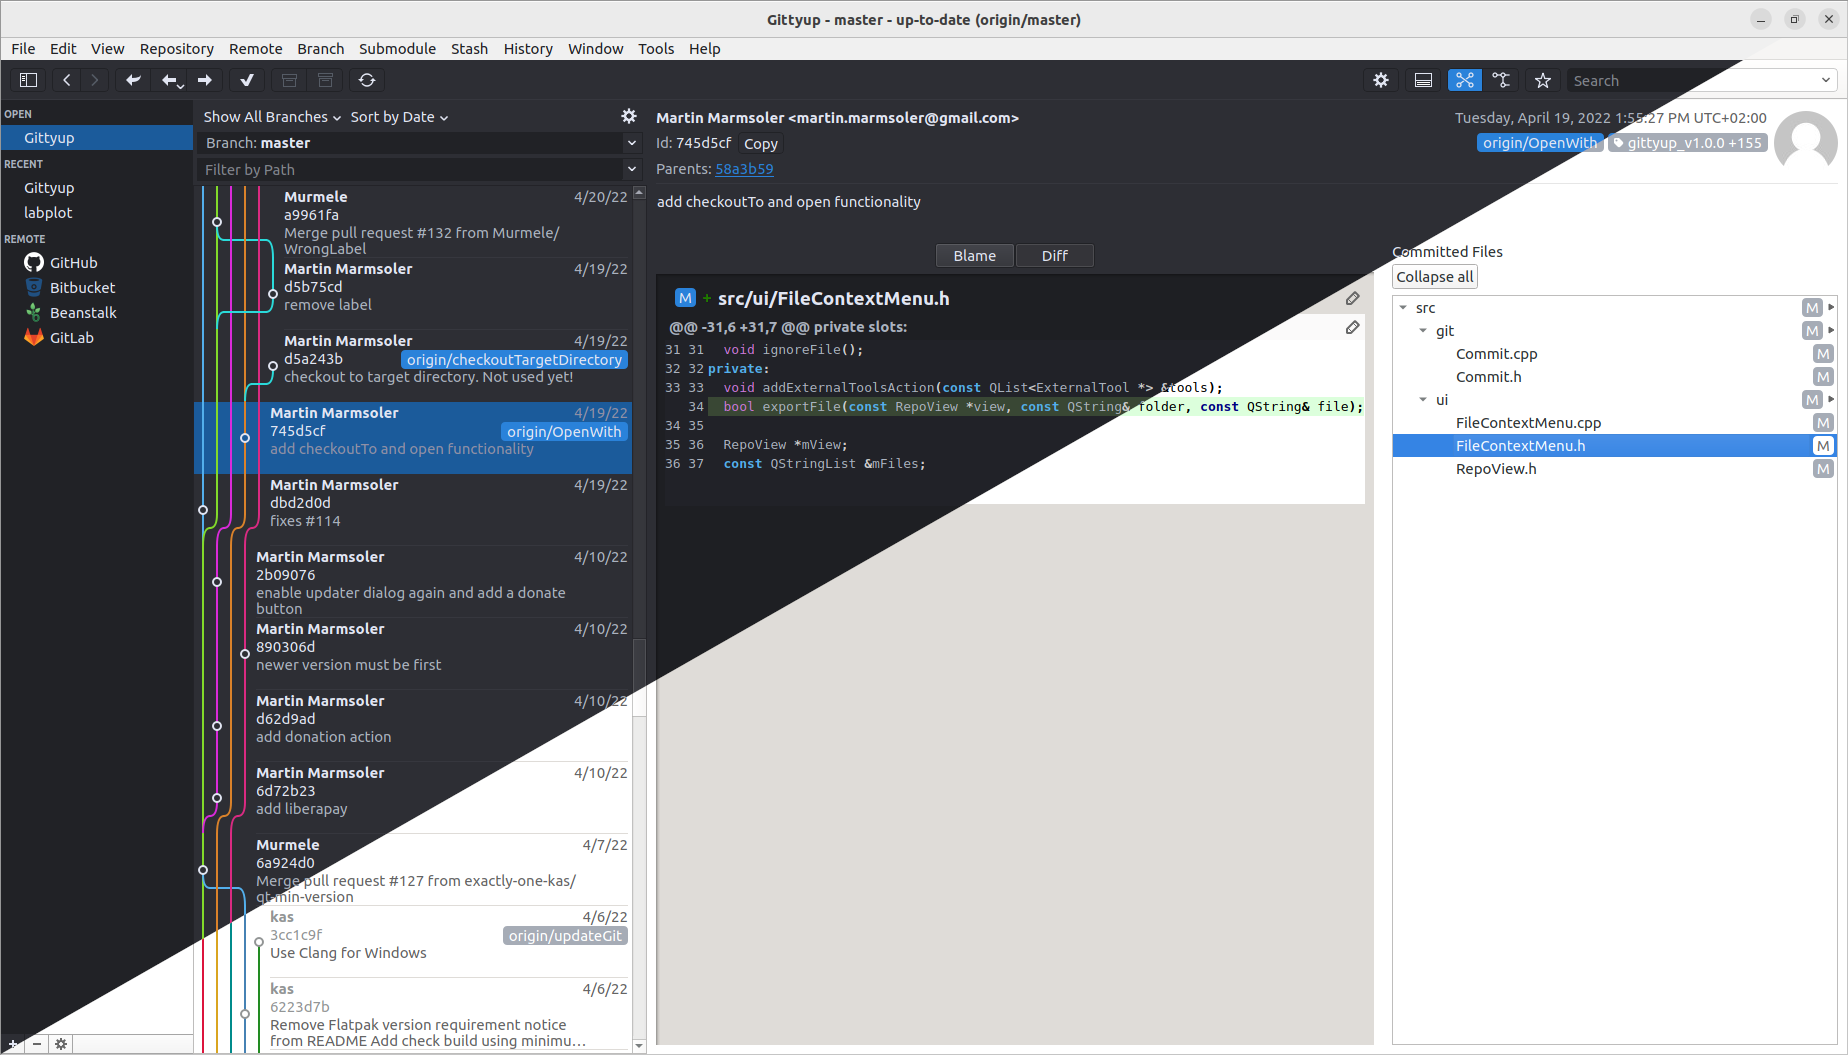 Gittyup - master - up-to-date (origin/master)
File Edit View Repository Remote Branch Submodule Stash History Window Tools Help
Search
OPEN
Gittyup
RECENT
Gittyup
labplot
REMOTE
GitHub
Bitbucket
Beanstalk
GitLab
Show All Branches Sort by Date
Branch: master
Filter by Path
Murmele 4/20/22
a9961fa
Merge pull request #132 from Murmele/
WrongLabel
Martin Marmsoler 4/19/22
d5b75cd
remove label
Martin Marmsoler 4/19/22
d5a243b origin/checkoutTargetDirectory
checkout to target directory. Not used yet!
Martin Marmsoler 4/19/22
745d5cf origin/OpenWith
add checkoutTo and open functionality
Martin Marmsoler 4/19/22
dbd2d0d
fixes #114
Martin Marmsoler 4/10/22
2b09076
enable updater dialog again and add a donate
button
Martin Marmsoler 4/10/22
890306d
newer version must be first
Martin Marmsoler 4/10/22
d62d9ad
add donation action
Martin Marmsoler 4/10/22
6d72b23
add liberapay
Murmele 4/7/22
6a924d0
Merge pull request #127 from exactly-one-kas/
qt-min-version
kas 4/6/22
3cc1c9f origin/updateGit
Use Clang for Windows
kas 4/6/22
6223d7b
Remove Flatpak version requirement notice
from README Add check build using minimu...
Martin Marmsoler <martin.marmsoler@gmail.com> Tuesday, April 19, 2022 1:55:27 PM UTC+02:00
Id: 745d5cf Copy origin/OpenWith gittyup_v1.0.0 +155
Parents: 58a3b59
add checkoutTo and open functionality
Blame Diff
M + src/ui/FileContextMenu.h
@@ -31,6 +31,7 @@ private slots:
31 31 void ignoreFile();
32 32 private:
33 33 void addExternalToolsAction(const QList<ExternalTool *> &tools);
34 bool exportFile(const RepoView *view, const QString& folder, const QString& file);
34 35
35 36 RepoView *mView;
36 37 const QStringList &mFiles;
Committed Files
Collapse all
src M
git M
Commit.cpp M
Commit.h M
ui M
FileContextMenu.cpp M
FileContextMenu.h M
RepoView.h M